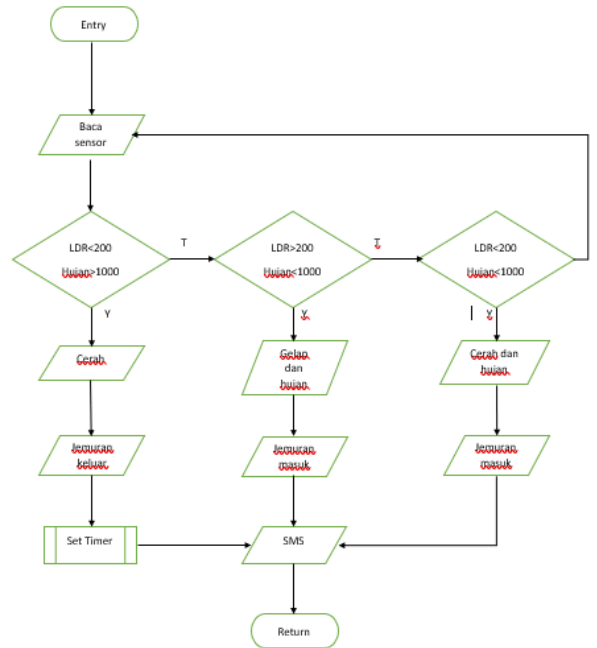 Entry
Baca
sensor
LDR<200
Hujan>1000
T
LDR>200
Hujan<1000
T
LDR<200
Hujan<1000
Y
Y
Y
Cerah
Gelap
dan
hujan
Cerah dan
hujan
Jemuran
keluar
Jemuran
masuk
Jemuran
masuk
Set Timer
SMS
Return